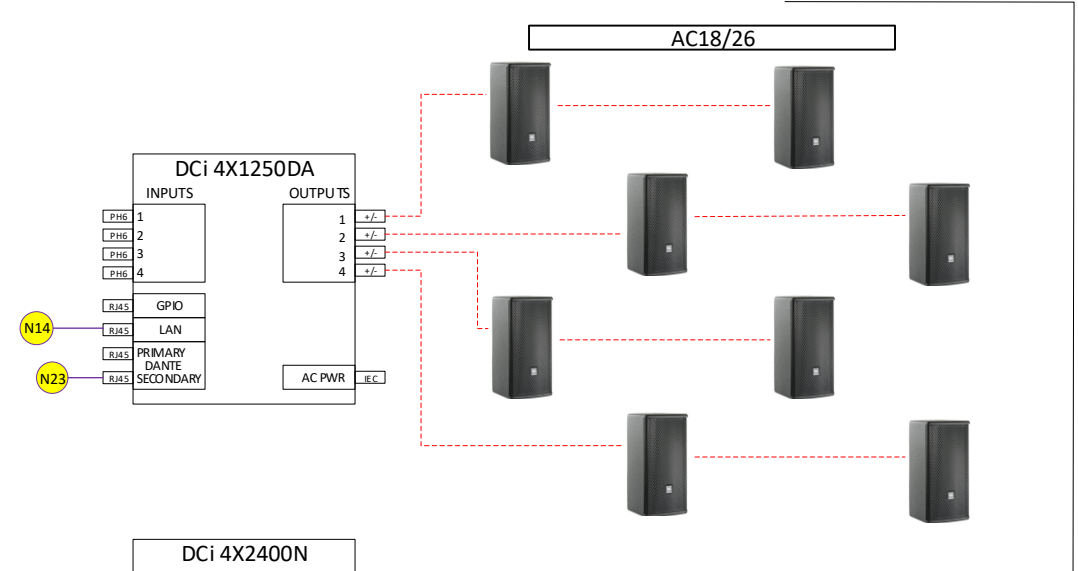 AC18/26
DCi 4X1250DA
INPUTS
OUTPUTS
PH6 1
PH6 2
PH6 3
PH6 4
1 +/-
2 +/-
3 +/-
4 +/-
RJ45 GPIO
N14
RJ45 LAN
RJ45 PRIMARY
DANTE
N23
RJ45 SECONDARY
AC PWR IEC
DCi 4X2400N